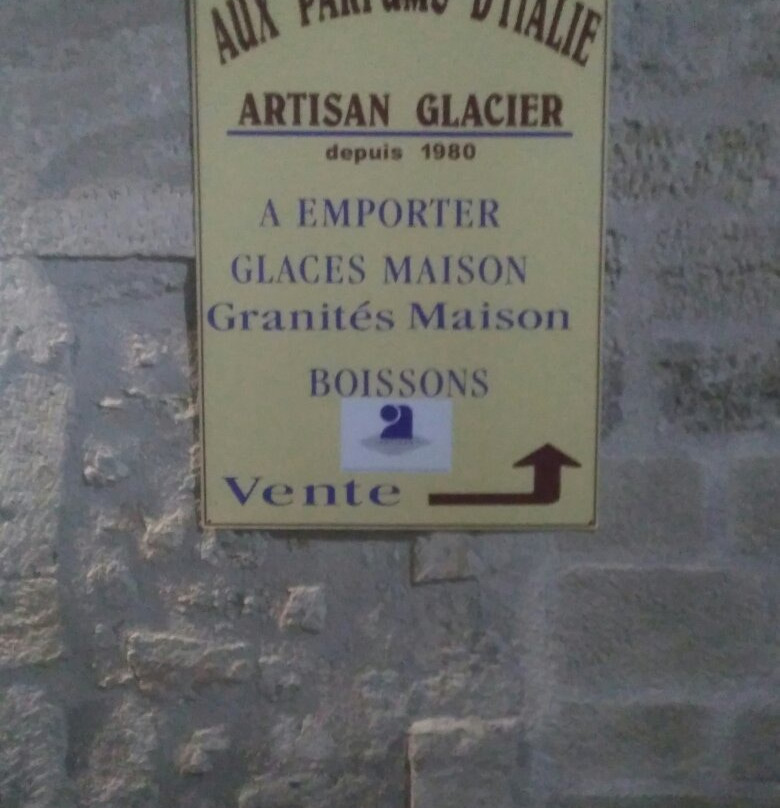 AUX PARFUMS D'ITALIE
ARTISAN GLACIER
depuis 1980
A EMPORTER
GLACES MAISON
Granités Maison
BOISSONS
Vente